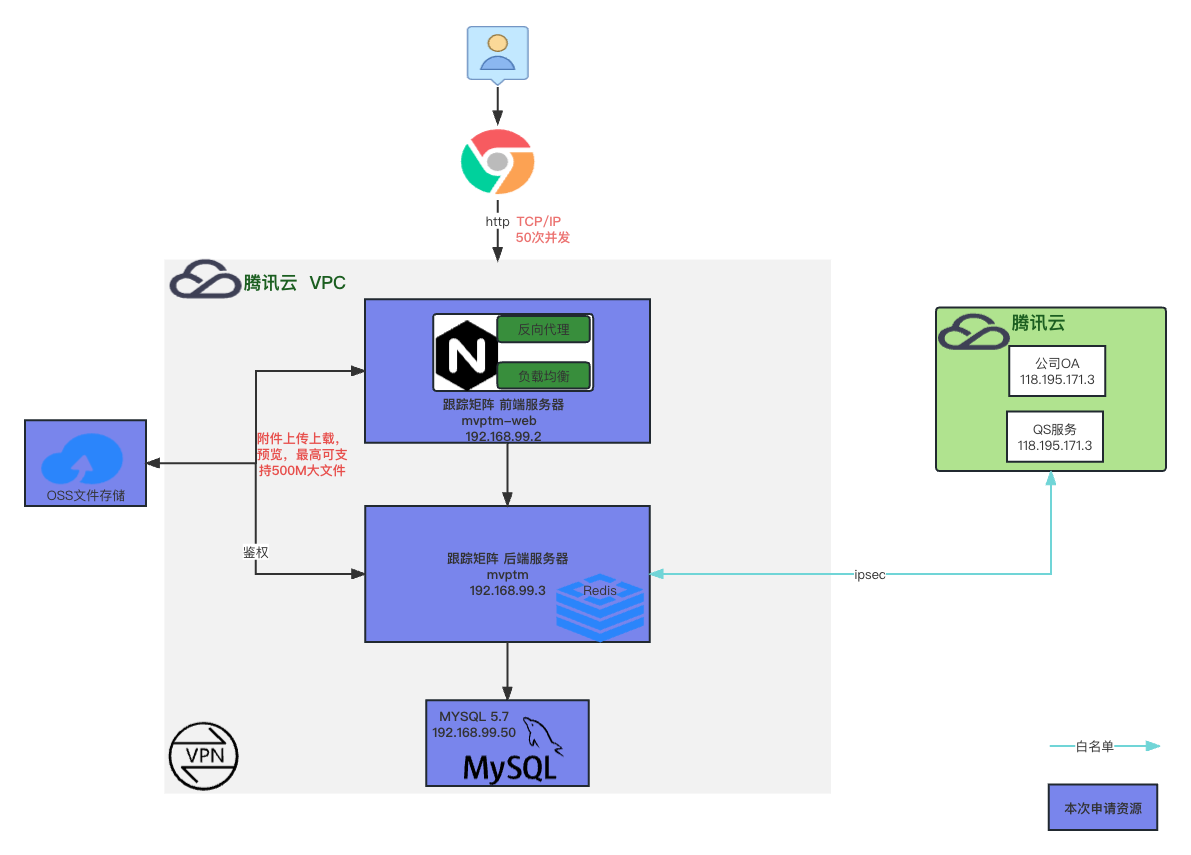 http
TCP/IP
50次并发
腾讯云 VPC
反向代理
负载均衡
跟踪矩阵 前端服务器
mvptm-web
192.168.99.2
附件上传上载,
预览，最高可支
持500M大文件
OSS文件存储
鉴权
跟踪矩阵 后端服务器
mvptm
192.168.99.3
Redis
ipsec
腾讯云
公司OA
118.195.171.3
QS服务
118.195.171.3
MYSQL 5.7
192.168.99.50
MySQL
VPN
白名单
本次申请资源